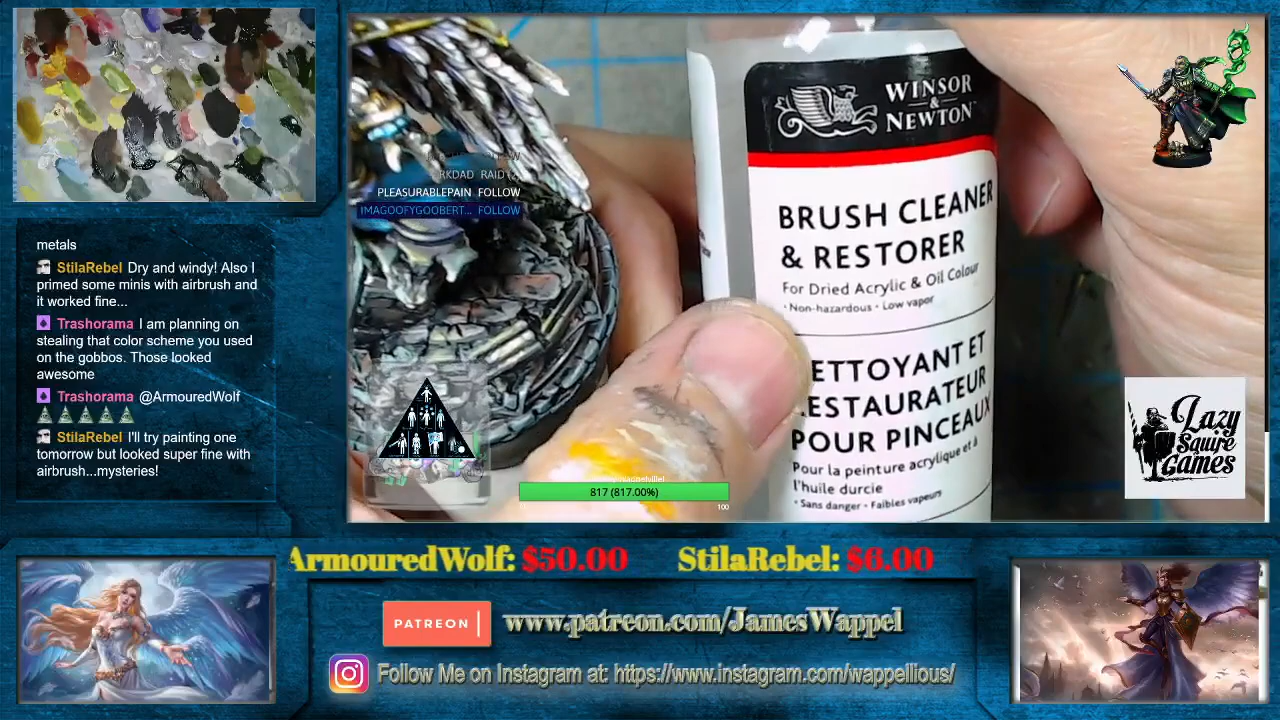 metals
StilaRebel Dry and windy! Also I
primed some minis with airbrush and
it worked fine...
Trashorama I am planning on
stealing that color scheme you used
on the gobbos. Those looked
awesome
Trashorama @ArmouredWolf
StilaRebel I'll try painting one
tomorrow but looked super fine with
airbrush...mysteries!
RKDAD RAID
PLEASURABLEPAIN FOLLOW
IMAGOOFYGOOBERT... FOLLOW
WINSOR
&
NEWTON
BRUSH CLEANER
& RESTORER
For Dried Acrylic & Oil Colour
· Non-hazardous · Low vapor
ETTOYANT ET
ESTAURATEUR
POUR PINCEAUX
Pour la peinture acrylique et à
l'huile durcie
· Sans danger · Faibles vapeurs
817 (817.00%)
100
Lazy
Squire
Games
ArmouredWolf: $50.00 StilaRebel: $6.00
PATREON
www.patreon.com/JamesWappel
Follow Me on Instagram at: https://www.instagram.com/wappellious/